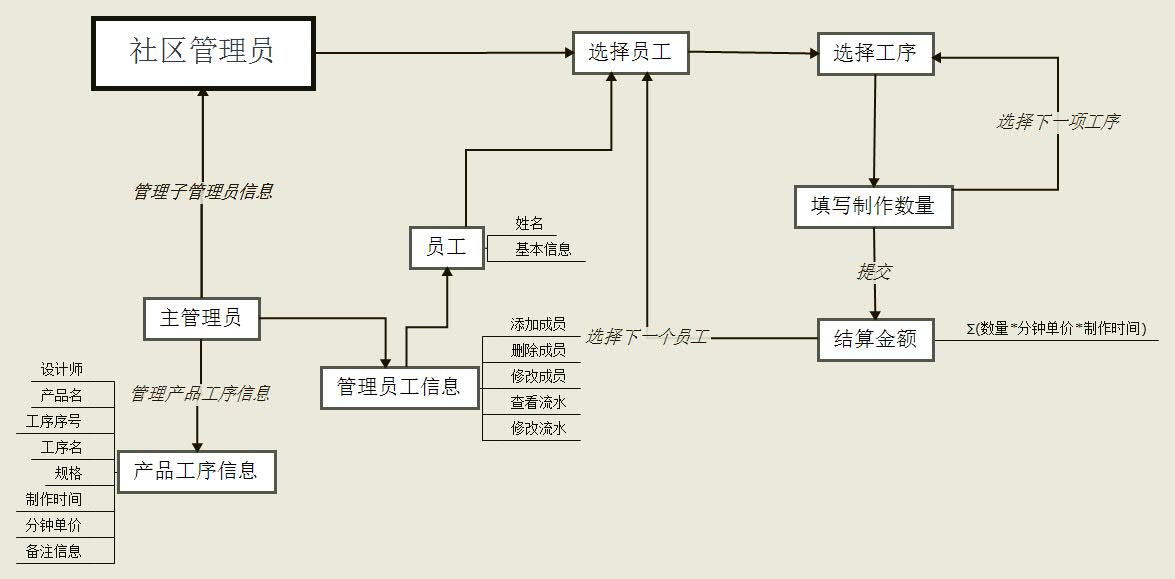 社区管理员
选择员工
选择工序
选择下一项工序
管理子管理员信息
填写制作数量
姓名
员工
基本信息
提交
主管理员
添加成员
选择下一个员工
结算金额
Σ(数量*分钟单价*制作时间)
删除成员
设计师
修改成员
管理员工信息
产品名
管理产品工序信息
查看流水
工序序号
修改流水
工序名
规格
产品工序信息
制作时间
分钟单价
备注信息